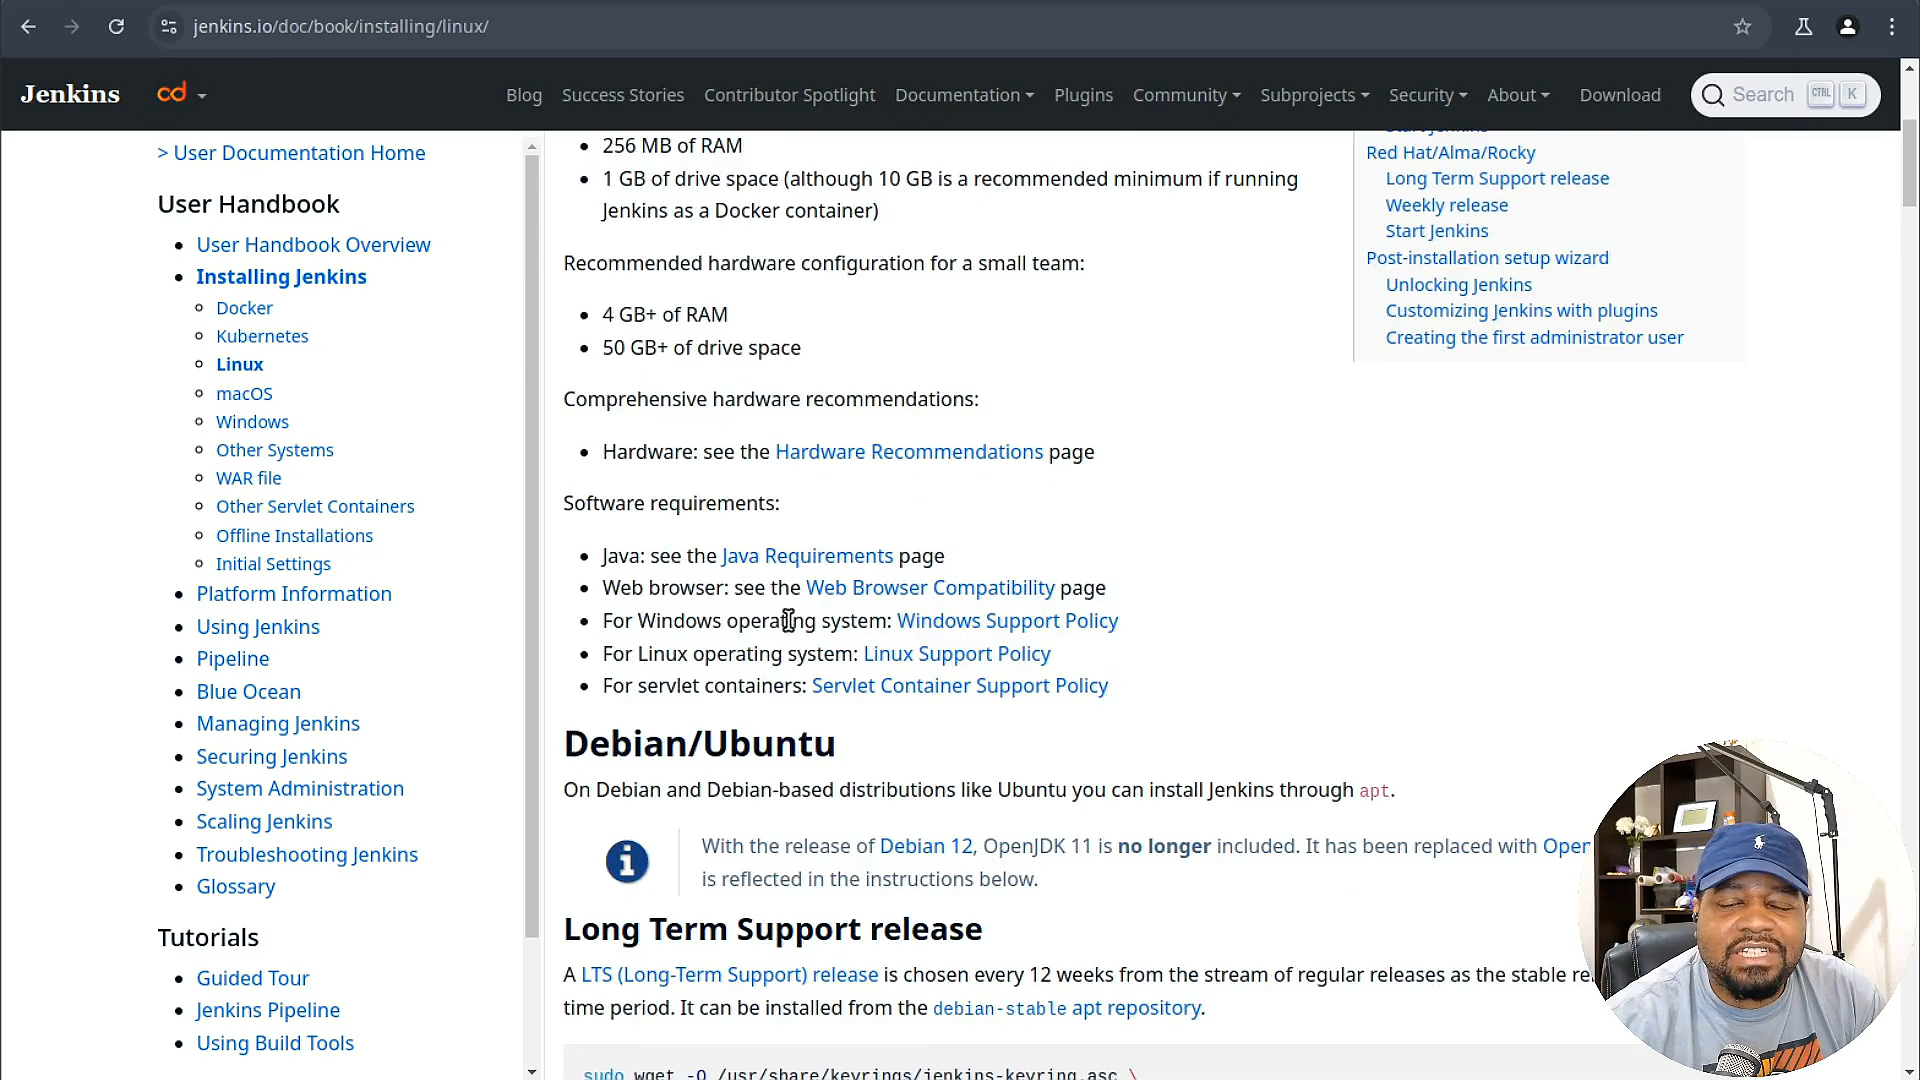 jenkins.io/doc/book/installing/linux/
Jenkins
cd
Blog
Success Stories
Contributor Spotlight
Documentation
Plugins
Community
Subprojects
Security
About
Download
Search
CTRL
K
> User Documentation Home
User Handbook
User Handbook Overview
Installing Jenkins
Docker
Kubernetes
Linux
macOS
Windows
Other Systems
WAR file
Other Servlet Containers
Offline Installations
Initial Settings
Platform Information
Using Jenkins
Pipeline
Blue Ocean
Managing Jenkins
Securing Jenkins
System Administration
Scaling Jenkins
Troubleshooting Jenkins
Glossary
Tutorials
Guided Tour
Jenkins Pipeline
Using Build Tools
256 MB of RAM
1 GB of drive space (although 10 GB is a recommended minimum if running
Jenkins as a Docker container)
Recommended hardware configuration for a small team:
4 GB+ of RAM
50 GB+ of drive space
Comprehensive hardware recommendations:
Hardware: see the Hardware Recommendations page
Software requirements:
Java: see the Java Requirements page
Web browser: see the Web Browser Compatibility page
For Windows operating system: Windows Support Policy
For Linux operating system: Linux Support Policy
For servlet containers: Servlet Container Support Policy
Debian/Ubuntu
On Debian and Debian-based distributions like Ubuntu you can install Jenkins through apt.
With the release of Debian 12, OpenJDK 11 is no longer included. It has been replaced with Oper
is reflected in the instructions below.
Long Term Support release
A LTS (Long-Term Support) release is chosen every 12 weeks from the stream of regular releases as the stable re
time period. It can be installed from the debian-stable apt repository.
sudo wget -O /usr/share/keyrings/jenkins-keyring.asc \
Start Jenkins
Red Hat/Alma/Rocky
Long Term Support release
Weekly release
Start Jenkins
Post-installation setup wizard
Unlocking Jenkins
Customizing Jenkins with plugins
Creating the first administrator user